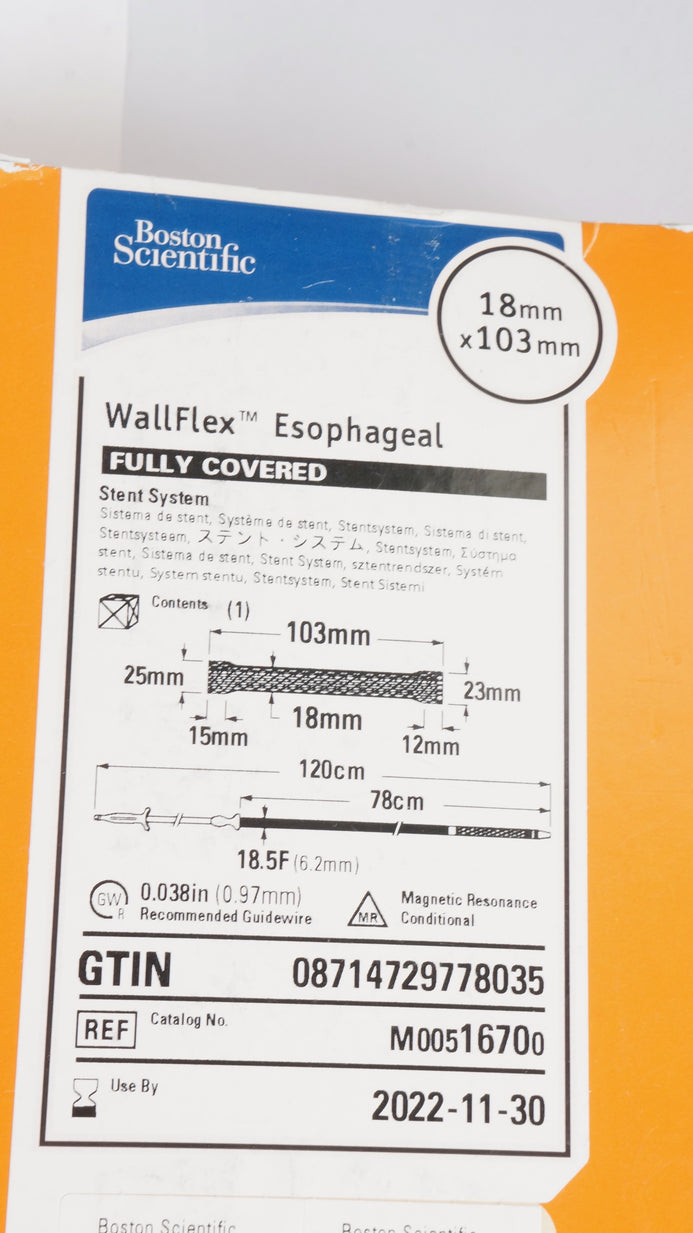 Boston
Scientific
18mm
x103mm
WallFlex™ Esophageal
FULLY COVERED
Stent System
Sistema de stent, Système de stent, Stentsystem, Sistema di stent,
Stentsysteem, ステント・システム, Stentsystem, Σύστημα
stent, Sistema de stent, Stent System, sztentrendszer, Systém
stentu, System stentu, Stentsystem, Stent Sistemi
Contents (1)
103mm
25mm
23mm
18mm
15mm
12mm
120cm
78cm
18.5F (6.2mm)
GW
R
0.038in (0.97mm)
Recommended Guidewire
MR
Magnetic Resonance
Conditional
GTIN 08714729778035
REF Catalog No. M00516700
Use By 2022-11-30
Boston Scientific Boston Scientific